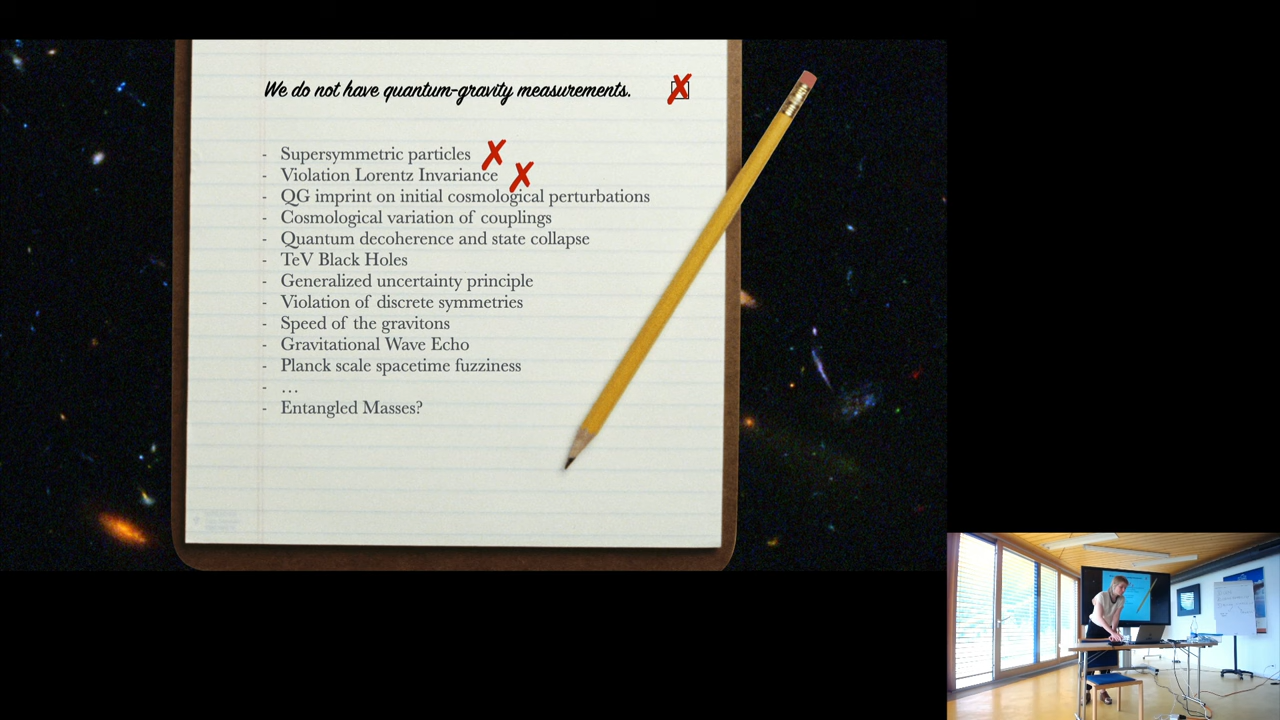 We do not have quantum-gravity measurements.
- Supersymmetric particles
- Violation Lorentz Invariance
- QG imprint on initial cosmological perturbations
- Cosmological variation of couplings
- Quantum decoherence and state collapse
- TeV Black Holes
- Generalized uncertainty principle
- Violation of discrete symmetries
- Speed of the gravitons
- Gravitational Wave Echo
- Planck scale spacetime fuzziness
- …
- Entangled Masses?